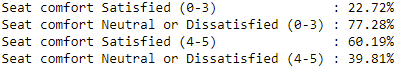 Seat comfort Satisfied (0-3) : 22.72%
Seat comfort Neutral or Dissatisfied (0-3) : 77.28%
Seat comfort Satisfied (4-5) : 60.19%
Seat comfort Neutral or Dissatisfied (4-5) : 39.81%